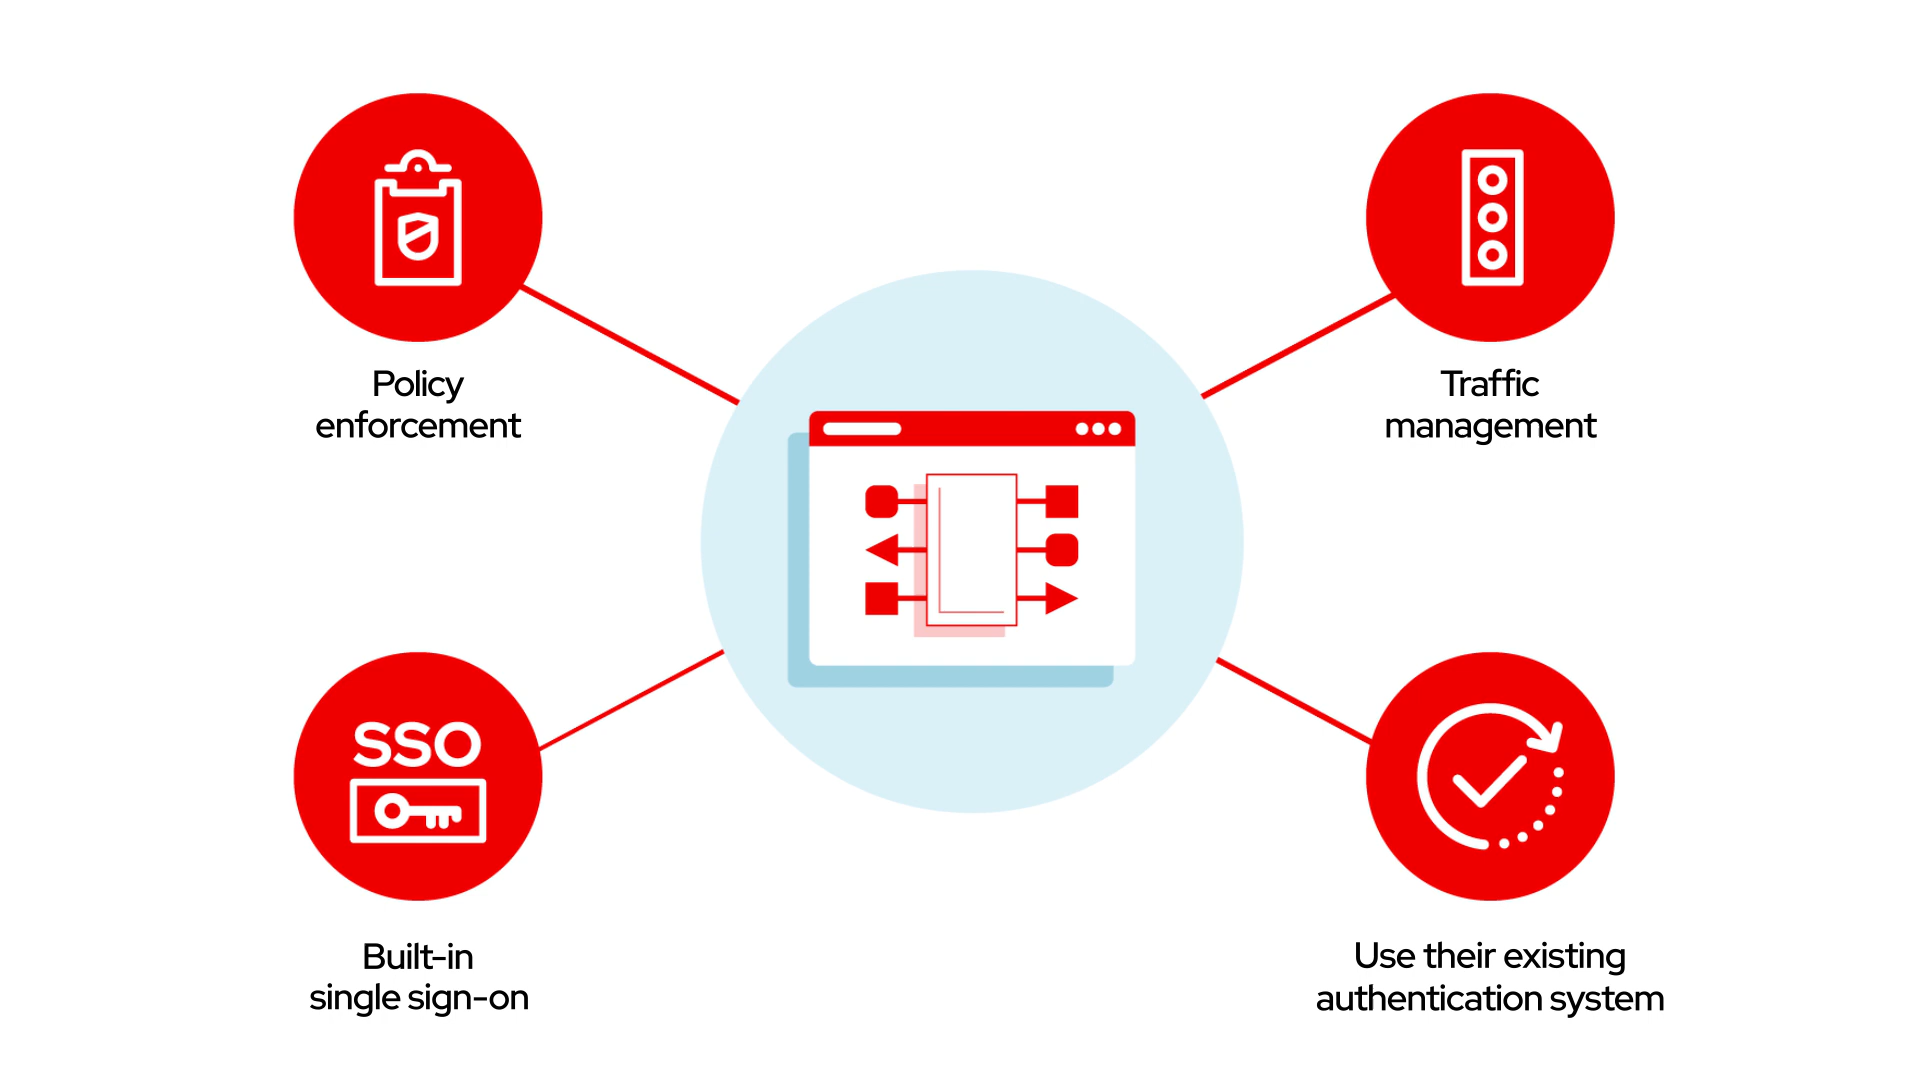 Policy
enforcement
Traffic
management
SSO
Built-in
single sign-on
Use their existing
authentication system